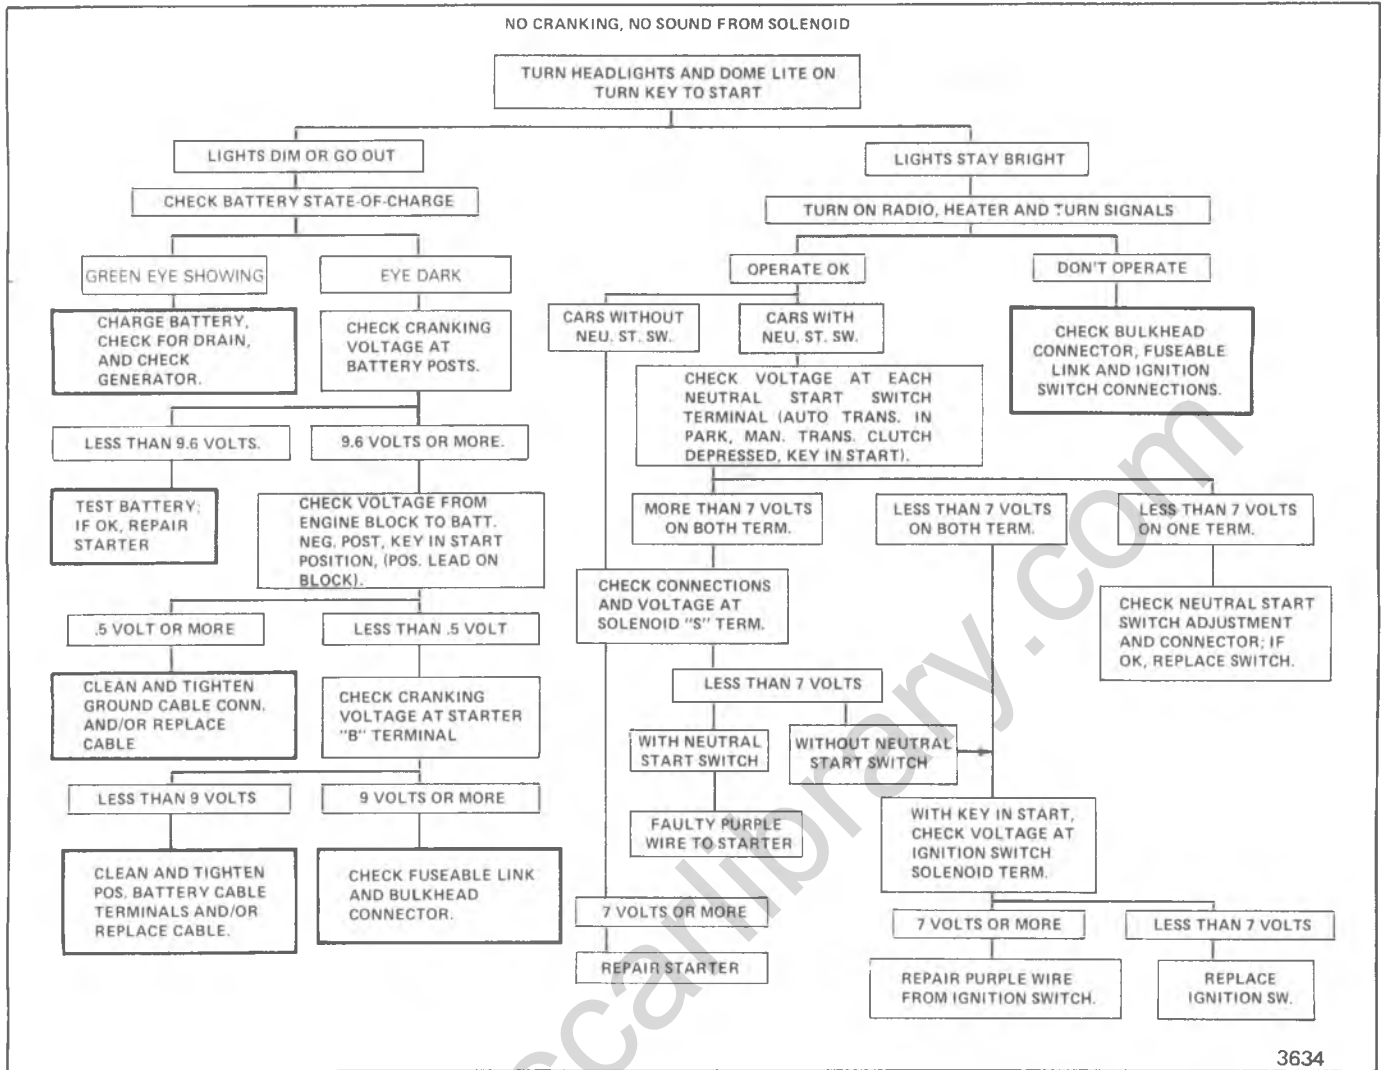 NO CRANKING, NO SOUND FROM SOLENOID
TURN HEADLIGHTS AND DOME LITE ON
TURN KEY TO START
LIGHTS DIM OR GO OUT
LIGHTS STAY BRIGHT
CHECK BATTERY STATE-OF-CHARGE
TURN ON RADIO, HEATER AND TURN SIGNALS
GREEN EYE SHOWING
EYE DARK
OPERATE OK
DON'T OPERATE
CHARGE BATTERY,
CHECK FOR DRAIN,
AND CHECK
GENERATOR.
CHECK CRANKING
VOLTAGE AT
BATTERY POSTS.
CARS WITHOUT
NEU. ST. SW.
CARS WITH
NEU. ST. SW.
CHECK BULKHEAD
CONNECTOR, FUSEABLE
LINK AND IGNITION
SWITCH CONNECTIONS.
CHECK VOLTAGE AT EACH
NEUTRAL START SWITCH
TERMINAL (AUTO TRANS. IN
PARK, MAN. TRANS. CLUTCH
DEPRESSED, KEY IN START).
LESS THAN 9.6 VOLTS.
9.6 VOLTS OR MORE.
TEST BATTERY;
IF OK, REPAIR
STARTER
CHECK VOLTAGE FROM
ENGINE BLOCK TO BATT.
NEG. POST, KEY IN START
POSITION, (POS. LEAD ON
BLOCK).
MORE THAN 7 VOLTS
ON BOTH TERM.
LESS THAN 7 VOLTS
ON BOTH TERM.
LESS THAN 7 VOLTS
ON ONE TERM.
CHECK CONNECTIONS
AND VOLTAGE AT
SOLENOID "S" TERM.
CHECK NEUTRAL START
SWITCH ADJUSTMENT
AND CONNECTOR; IF
OK, REPLACE SWITCH.
.5 VOLT OR MORE
LESS THAN .5 VOLT
CLEAN AND TIGHTEN
GROUND CABLE CONN.
AND/OR REPLACE
CABLE
CHECK CRANKING
VOLTAGE AT STARTER
"B" TERMINAL
LESS THAN 7 VOLTS
WITH NEUTRAL
START SWITCH
WITHOUT NEUTRAL
START SWITCH
LESS THAN 9 VOLTS
9 VOLTS OR MORE
FAULTY PURPLE
WIRE TO STARTER
WITH KEY IN START,
CHECK VOLTAGE AT
IGNITION SWITCH
SOLENOID TERM.
CLEAN AND TIGHTEN
POS. BATTERY CABLE
TERMINALS AND/OR
REPLACE CABLE.
CHECK FUSEABLE LINK
AND BULKHEAD
CONNECTOR.
7 VOLTS OR MORE
7 VOLTS OR MORE
LESS THAN 7 VOLTS
REPAIR STARTER
REPAIR PURPLE WIRE
FROM IGNITION SWITCH.
REPLACE
IGNITION SW.
3634
scarlibrary.com